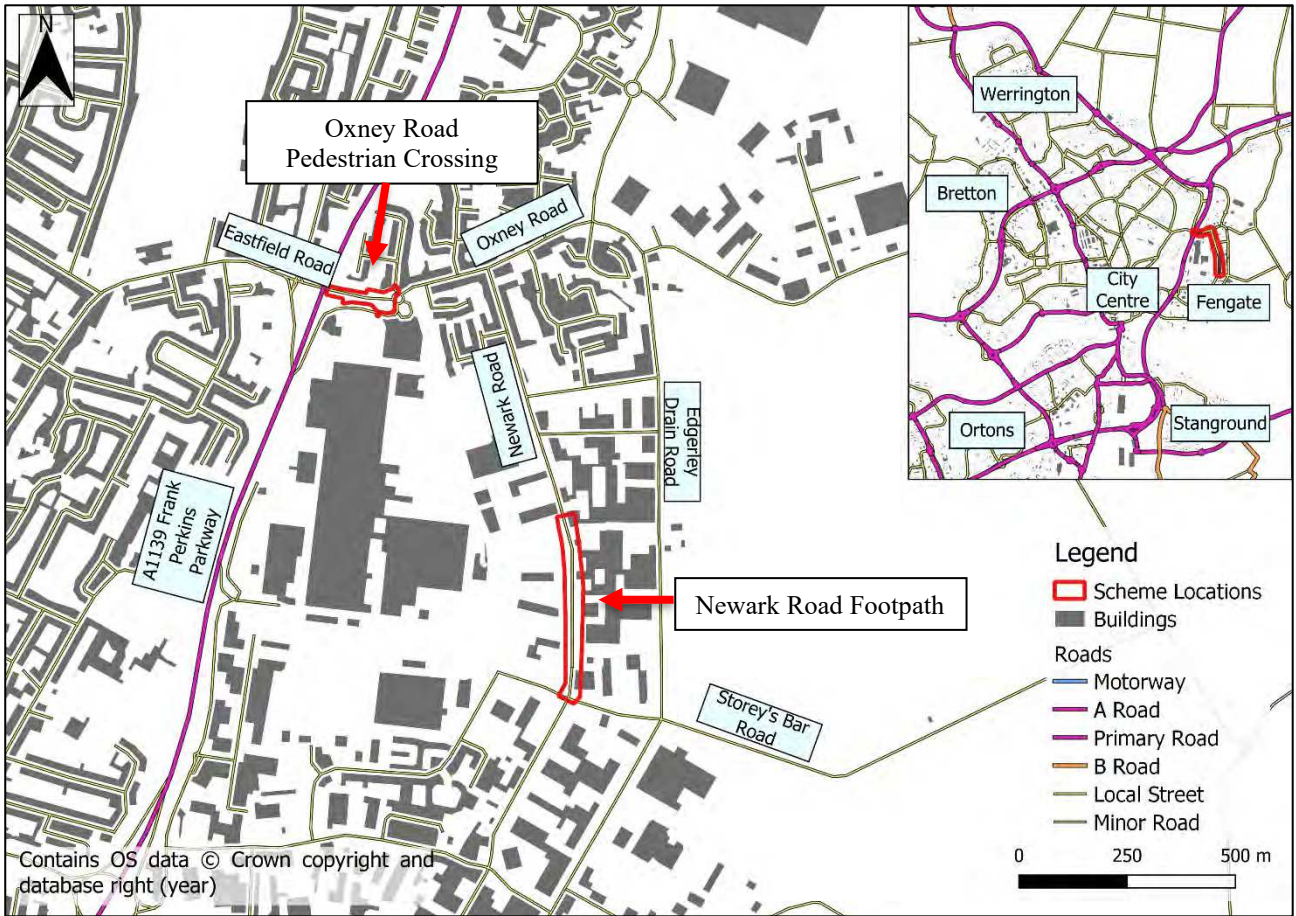 N
Oxney Road
Pedestrian Crossing
Eastfield Road
Oxney Road
Newark Road
Edgerley
Drain Road
A1139 Frank
Perkins
Parkway
Newark Road Footpath
Storey's Bar
Road
Werrington
Bretton
City
Centre
Fengate
Ortons
Stanground
Legend
Scheme Locations
Buildings
Roads
Motorway
A Road
Primary Road
B Road
Local Street
Minor Road
0 250 500 m
Contains OS data © Crown copyright and
database right (year)